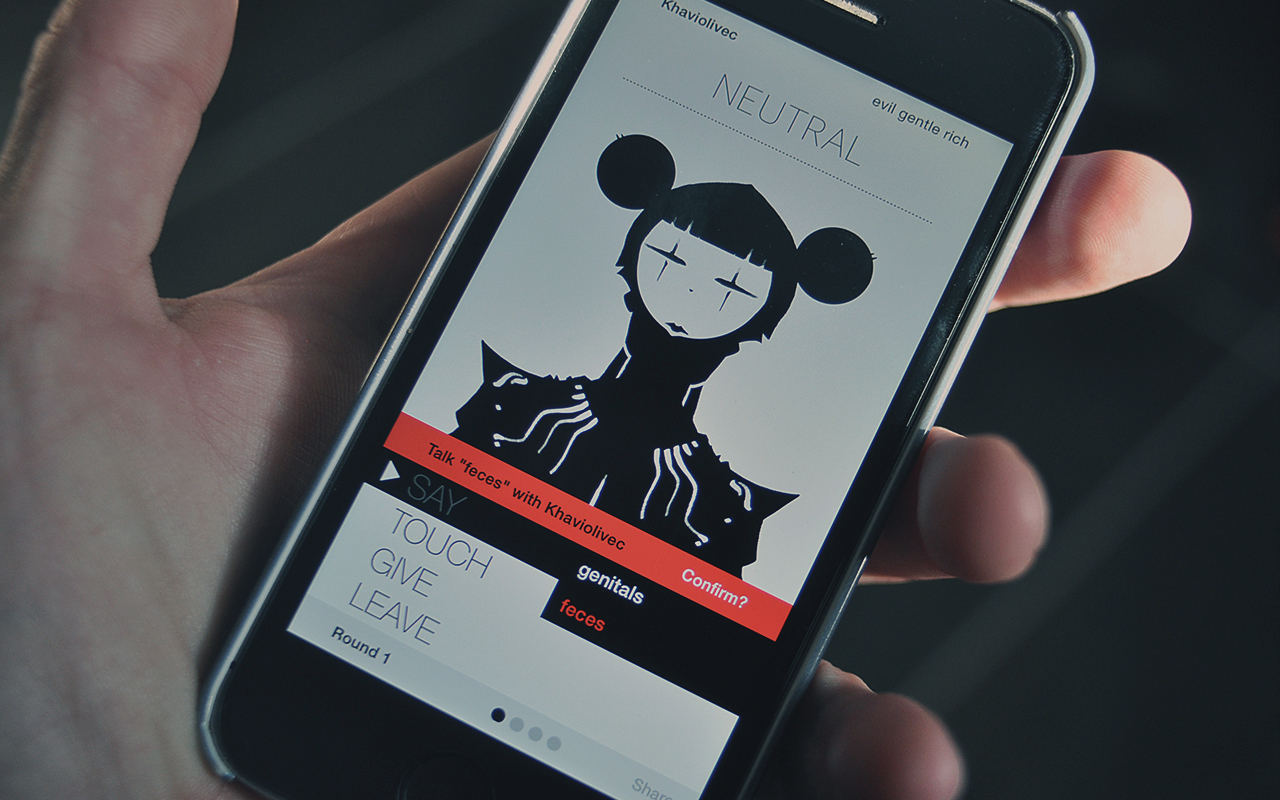 Khaviolivec
evil gentle rich
NEUTRAL
Talk "feces" with Khaviolivec
Confirm?
SAY
TOUCH
GIVE
LEAVE
genitals
feces
Round 1
Share